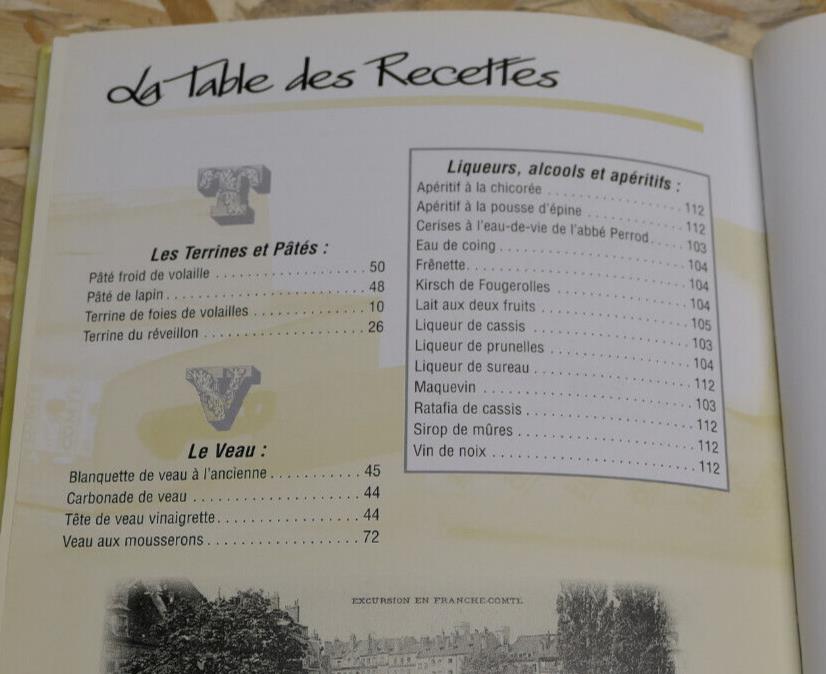 La Table des Recettes
T
Les Terrines et Pâtés :
Pâté froid de volaille . . . . . . . . . . . . . . . . . . . 50
Pâté de lapin . . . . . . . . . . . . . . . . . . . . . . . . . 48
Terrine de foies de volailles . . . . . . . . . . . . . . 10
Terrine du réveillon . . . . . . . . . . . . . . . . . . . . 26
V
Le Veau :
Blanquette de veau à l'ancienne . . . . . . . . . . . 45
Carbonade de veau . . . . . . . . . . . . . . . . . . . . 44
Tête de veau vinaigrette . . . . . . . . . . . . . . . . . 44
Veau aux mousserons . . . . . . . . . . . . . . . . . . 72
Liqueurs, alcools et apéritifs :
Apéritif à la chicorée . . . . . . . . . . . . . . . . . . 112
Apéritif à la pousse d'épine . . . . . . . . . . . . . 112
Cerises à l'eau-de-vie de l'abbé Perrod . . . . . 103
Eau de coing . . . . . . . . . . . . . . . . . . . . . . . . 104
Frênette . . . . . . . . . . . . . . . . . . . . . . . . . . . . 104
Kirsch de Fougerolles . . . . . . . . . . . . . . . . . 104
Lait aux deux fruits . . . . . . . . . . . . . . . . . . . 105
Liqueur de cassis . . . . . . . . . . . . . . . . . . . . 103
Liqueur de prunelles . . . . . . . . . . . . . . . . . . 104
Liqueur de sureau . . . . . . . . . . . . . . . . . . . . 112
Maquevin . . . . . . . . . . . . . . . . . . . . . . . . . . . 103
Ratafia de cassis . . . . . . . . . . . . . . . . . . . . . 112
Sirop de mûres . . . . . . . . . . . . . . . . . . . . . . 112
Vin de noix . . . . . . . . . . . . . . . . . . . . . . . . . 112
EXCURSION EN FRANCHE-COMTE